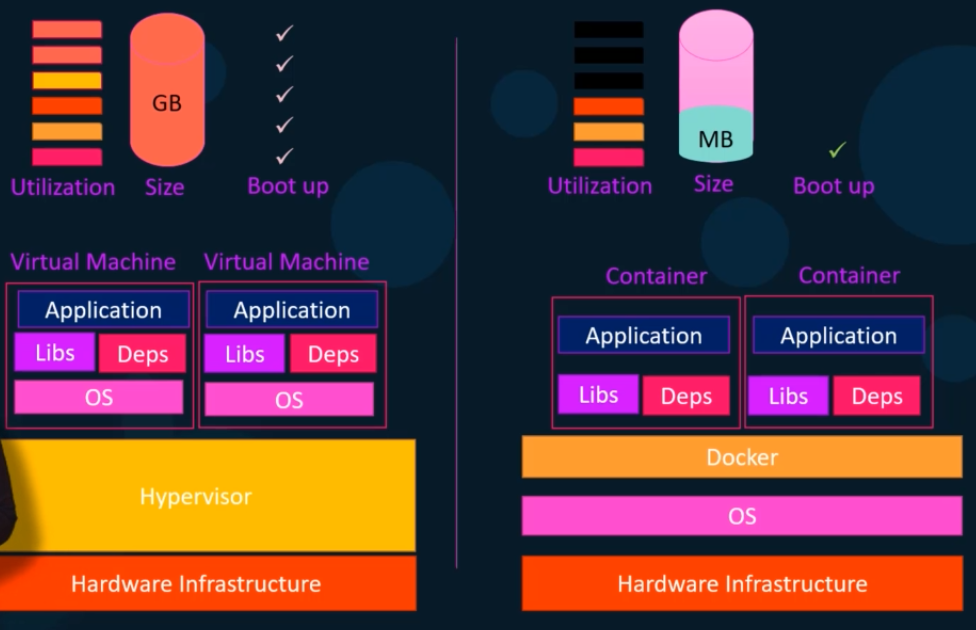 GB
Utilization Size Boot up
Virtual Machine Virtual Machine
Application Application
Libs Deps Libs Deps
OS OS
Hypervisor
Hardware Infrastructure
MB
Utilization Size Boot up
Container Container
Application Application
Libs Deps Libs Deps
Docker
OS
Hardware Infrastructure